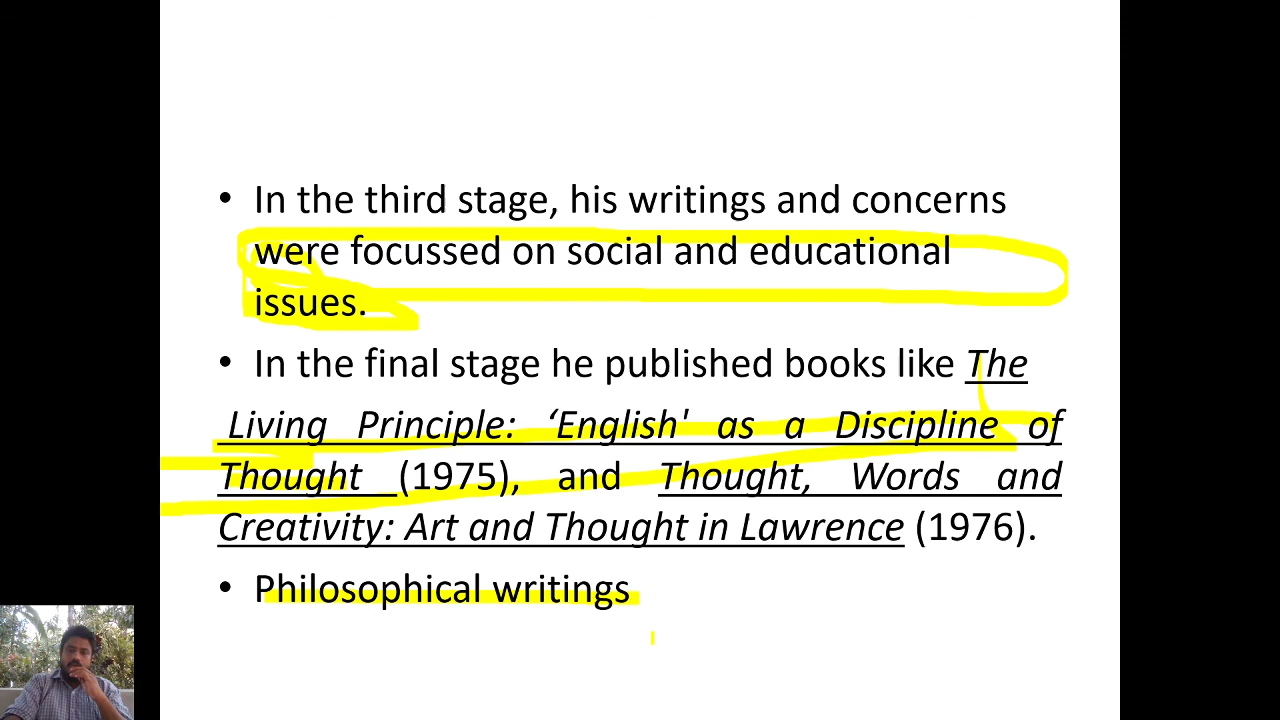 • In the third stage, his writings and concerns
were focussed on social and educational
issues.
• In the final stage he published books like The
Living Principle: ‘English' as a Discipline of
Thought (1975), and Thought, Words and
Creativity: Art and Thought in Lawrence (1976).
• Philosophical writings